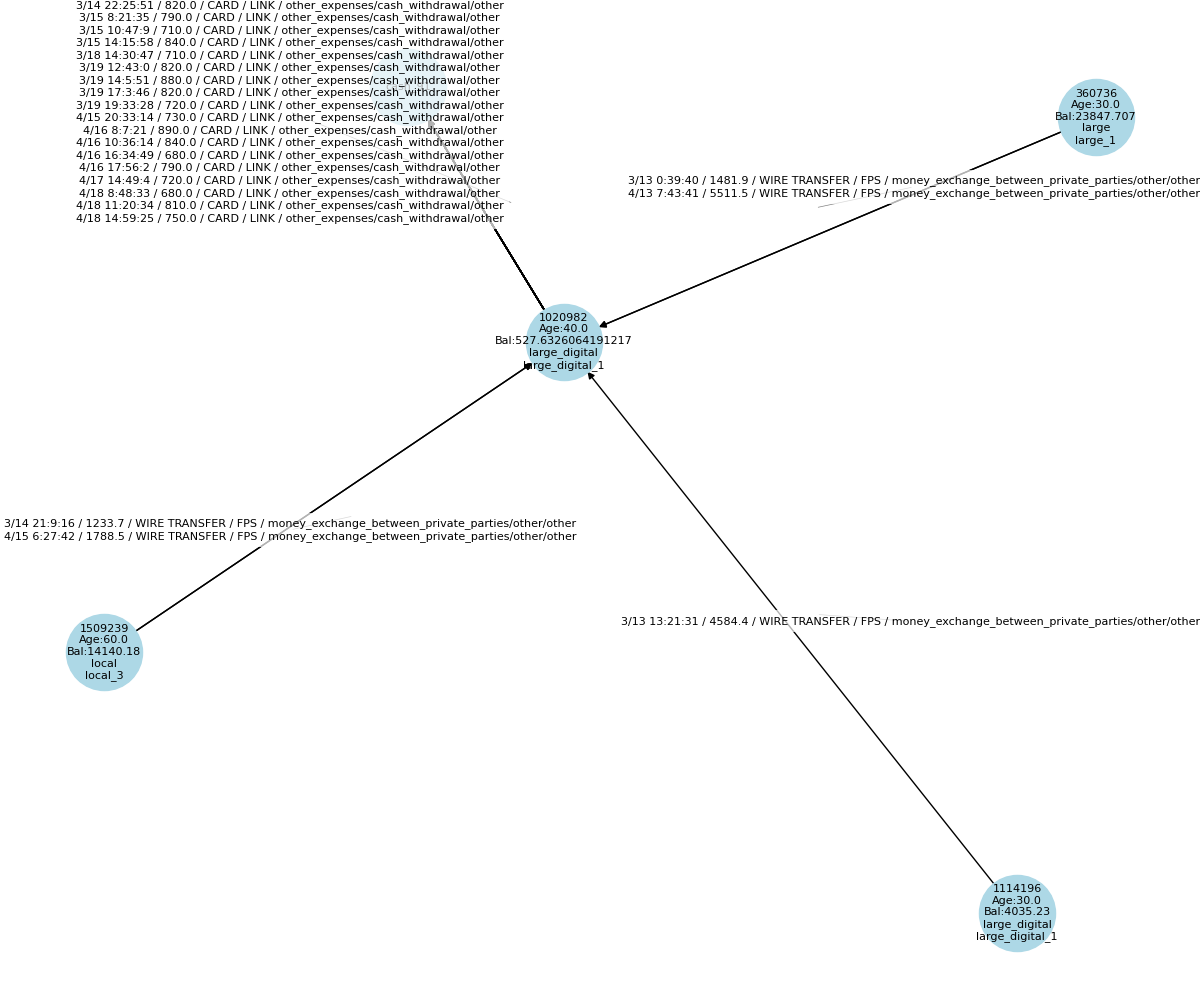 3/14 22:25:51 / 820.0 / CARD / LINK / other_expenses/cash_withdrawal/other
3/15 8:21:35 / 790.0 / CARD / LINK / other_expenses/cash_withdrawal/other
3/15 10:47:9 / 710.0 / CARD / LINK / other_expenses/cash_withdrawal/other
3/15 14:15:58 / 840.0 / CARD / LINK / other_expenses/cash_withdrawal/other
3/18 14:30:47 / 710.0 / CARD / LINK / other_expenses/cash_withdrawal/other
3/19 12:43:0 / 820.0 / CARD / LINK / other_expenses/cash_withdrawal/other
3/19 14:5:51 / 880.0 / CARD / LINK / other_expenses/cash_withdrawal/other
3/19 17:3:46 / 820.0 / CARD / LINK / other_expenses/cash_withdrawal/other
3/19 19:33:28 / 720.0 / CARD / LINK / other_expenses/cash_withdrawal/other
4/15 20:33:14 / 730.0 / CARD / LINK / other_expenses/cash_withdrawal/other
4/16 8:7:21 / 890.0 / CARD / LINK / other_expenses/cash_withdrawal/other
4/16 10:36:14 / 840.0 / CARD / LINK / other_expenses/cash_withdrawal/other
4/16 16:34:49 / 680.0 / CARD / LINK / other_expenses/cash_withdrawal/other
4/16 17:56:2 / 790.0 / CARD / LINK / other_expenses/cash_withdrawal/other
4/17 14:49:4 / 720.0 / CARD / LINK / other_expenses/cash_withdrawal/other
4/18 8:48:33 / 680.0 / CARD / LINK / other_expenses/cash_withdrawal/other
4/18 11:20:34 / 810.0 / CARD / LINK / other_expenses/cash_withdrawal/other
4/18 14:59:25 / 750.0 / CARD / LINK / other_expenses/cash_withdrawal/other
360736
Age:30.0
Bal:23847.707
large
large_1
3/13 0:39:40 / 1481.9 / WIRE TRANSFER / FPS / money_exchange_between_private_parties/other/other
4/13 7:43:41 / 5511.5 / WIRE TRANSFER / FPS / money_exchange_between_private_parties/other/other
1020982
Age:40.0
Bal:527.6326064191217
large_digital
large_digital_1
3/14 21:9:16 / 1233.7 / WIRE TRANSFER / FPS / money_exchange_between_private_parties/other/other
4/15 6:27:42 / 1788.5 / WIRE TRANSFER / FPS / money_exchange_between_private_parties/other/other
1509239
Age:60.0
Bal:14140.18
local
local_3
3/13 13:21:31 / 4584.4 / WIRE TRANSFER / FPS / money_exchange_between_private_parties/other/other
1114196
Age:30.0
Bal:4035.23
large_digital
large_digital_1